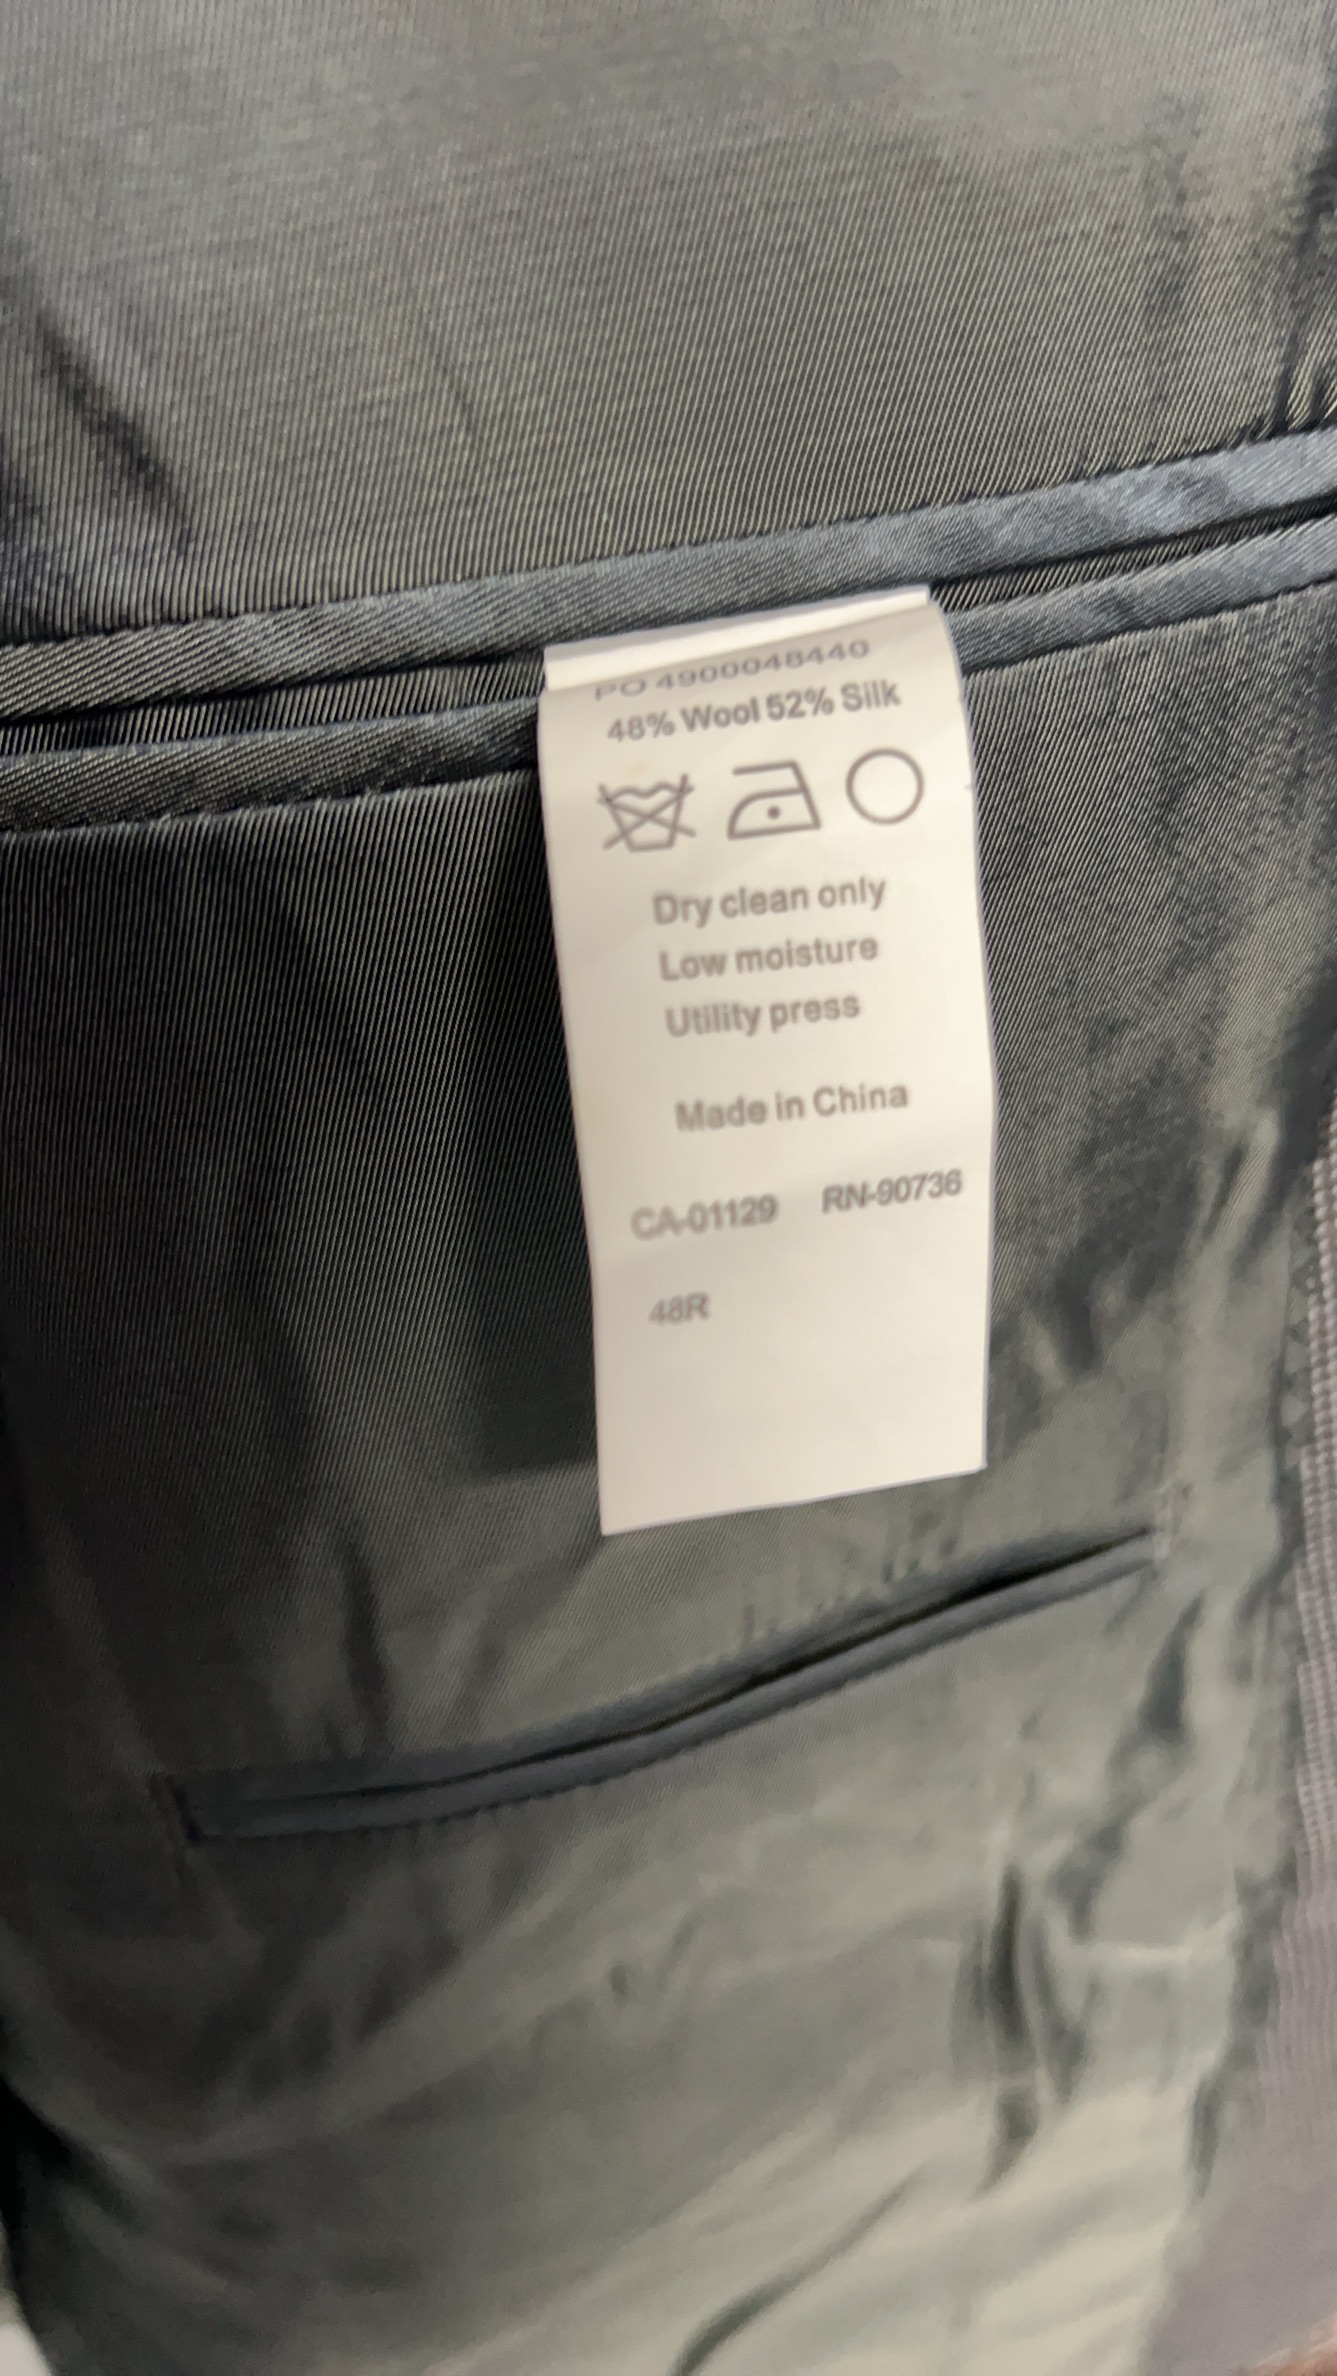 PO 4900048440
48% Wool 52% Silk
Dry clean only
Low moisture
Utility press
Made in China
CA-01129 RN-90736
48R